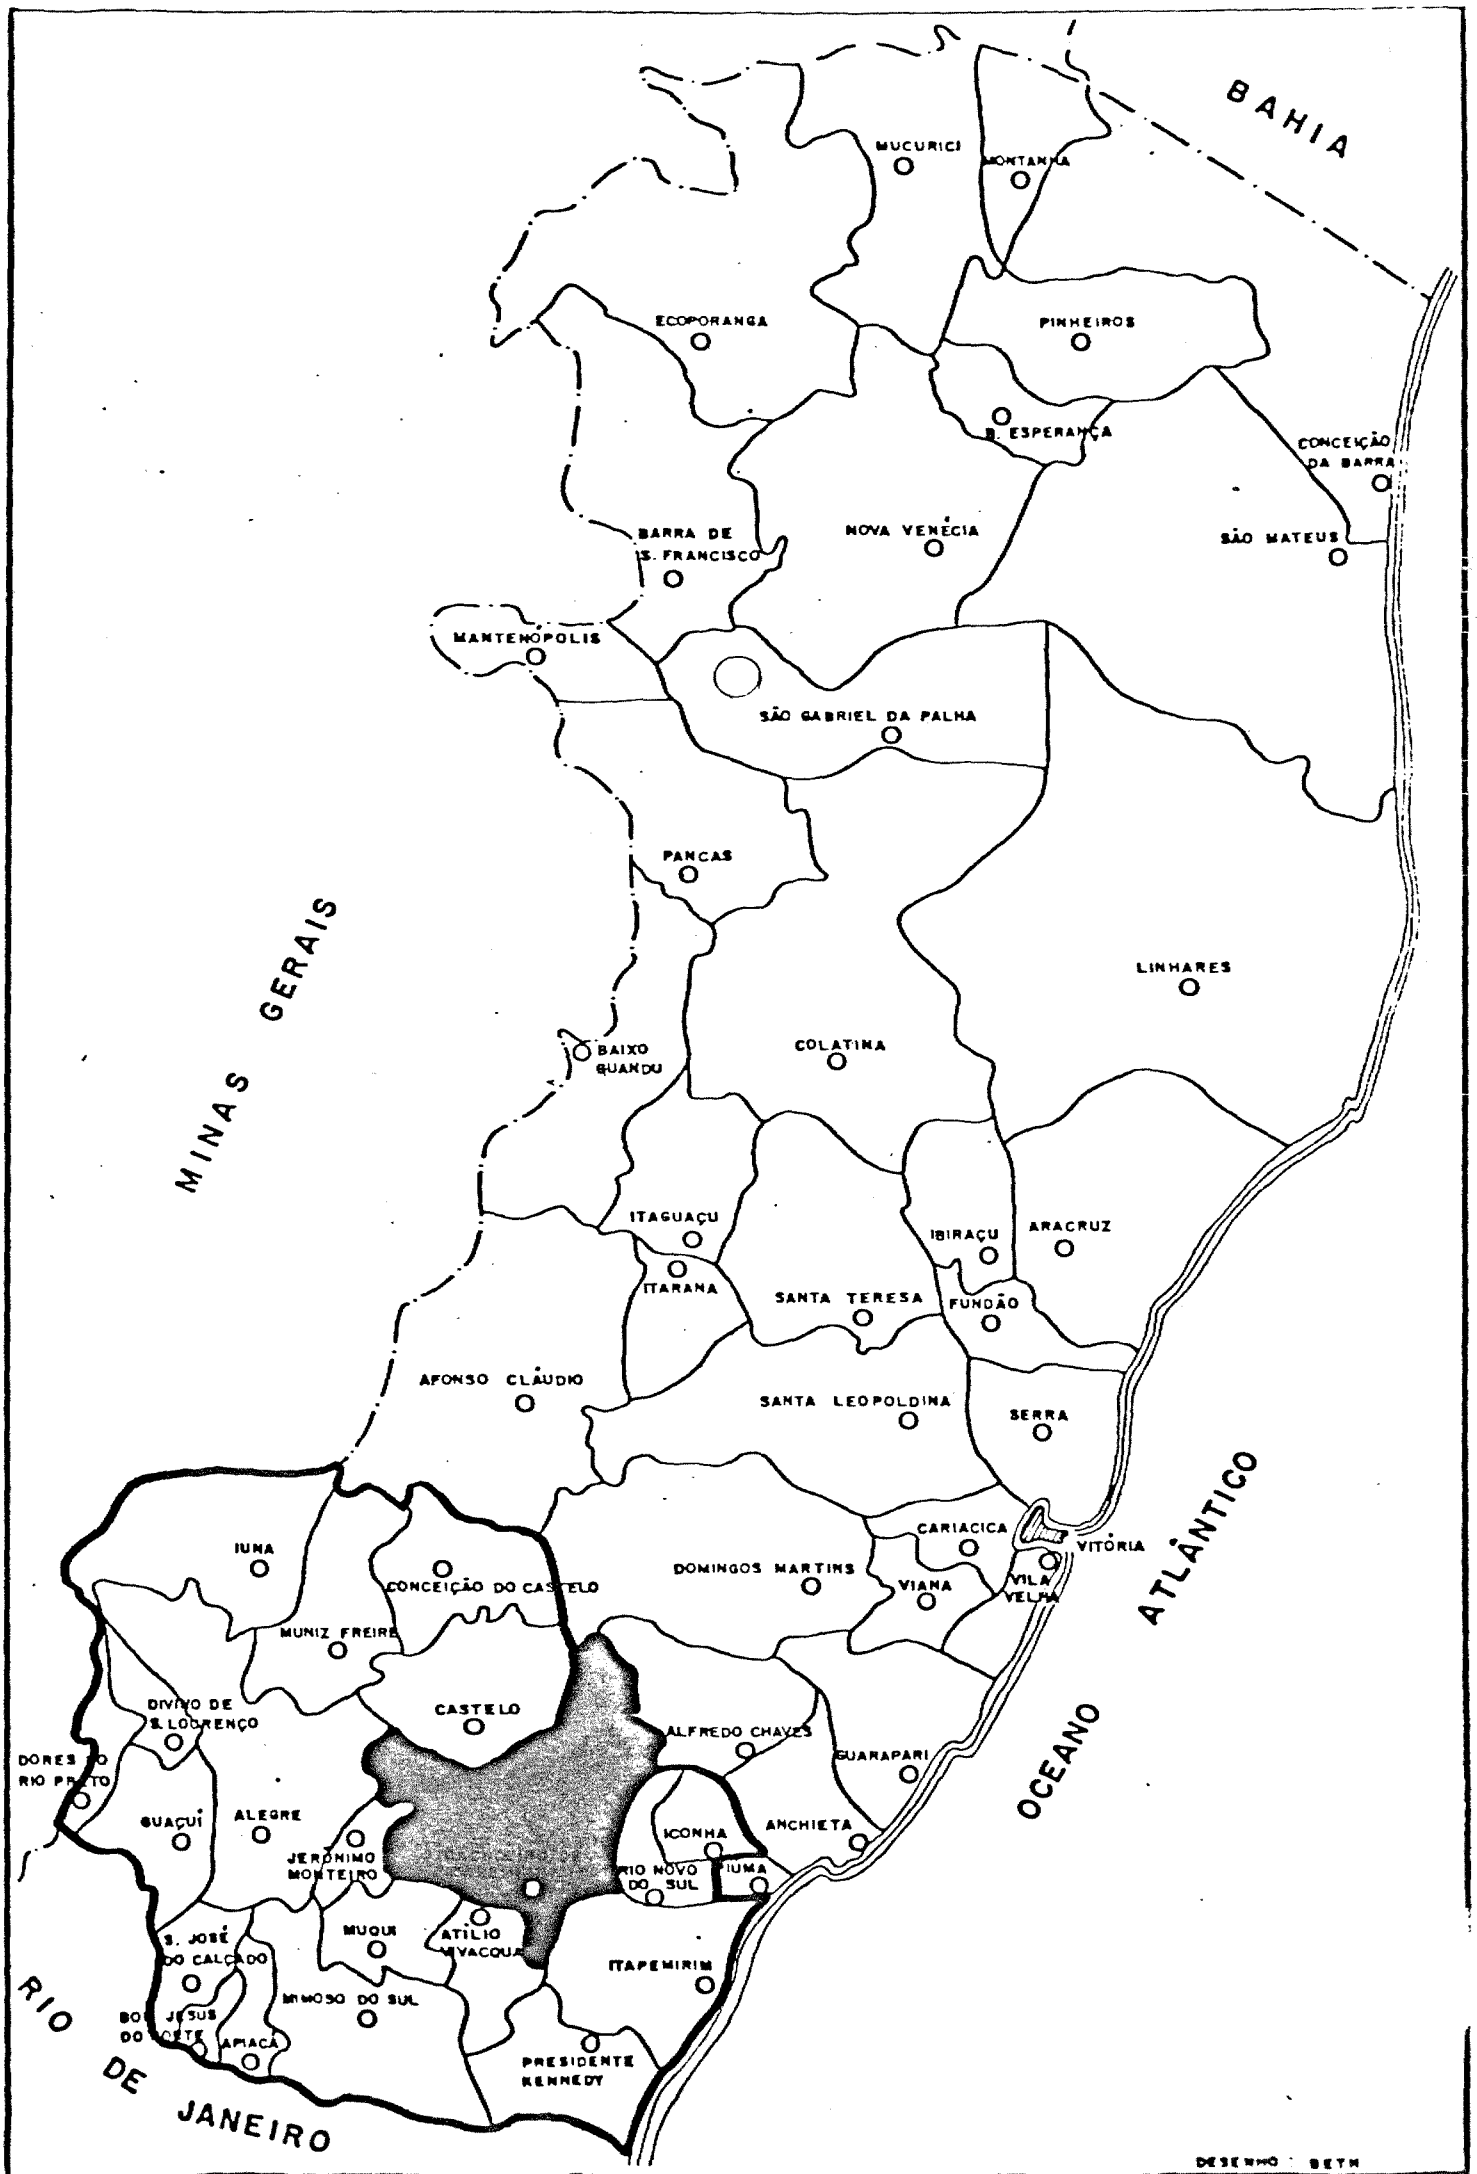 BAHIA
MUCURICI
MONTANHA
ECOPORANGA
PINHEIROS
B. ESPERANÇA
CONCEIÇÃO
DA BARRA
BARRA DE
S. FRANCISCO
NOVA VENÉCIA
SÃO MATEUS
MANTENÓPOLIS
SÃO GABRIEL DA PALHA
PANCAS
MINAS GERAIS
LINHARES
BAIXO
GUANDU
COLATINA
ITAGUAÇU
IBIRAÇU
ARACRUZ
ITARANA
SANTA TERESA
FUNDÃO
AFONSO CLÁUDIO
SANTA LEOPOLDINA
SERRA
IUNA
CONCEIÇÃO DO CASTELO
DOMINGOS MARTINS
CARIACICA
VITÓRIA
VIANA
VILA
VELHA
OCEANO ATLÂNTICO
MUNIZ FREIRE
DIVINO DE
S. LOURENÇO
CASTELO
ALFREDO CHAVES
GUARAPARI
DORES DO
RIO PRETO
GUAÇUÍ
ALEGRE
JERÔNIMO
MONTEIRO
ICONHA
ANCHIETA
RIO NOVO
DO SUL
PIUMA
S. JOSÉ
DO CALÇADO
MUQUI
ATÍLIO
VIVACQUA
ITAPEMIRIM
MIMOSO DO SUL
BOM JESUS
DO NORTE
APIACÁ
PRESIDENTE
KENNEDY
RIO DE JANEIRO
DESENHO : BETH